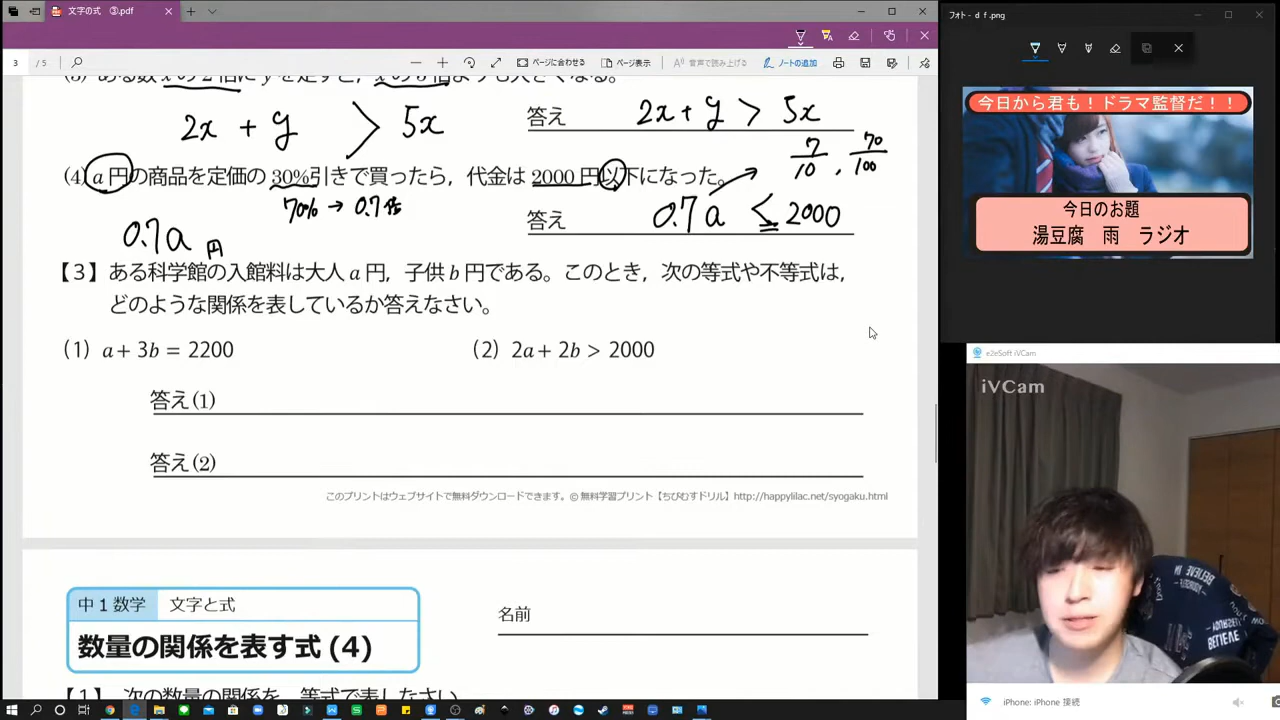 文字の式 ③.pdf
フォト- d f .png
3 / 5
ページに合わせる
ページ表示
音声で読み上げる
ノートの追加
今日から君も！ドラマ監督だ！！
今日のお題
湯豆腐 雨 ラジオ
2x + y > 5x
答え 2x+y > 5x
7/10 , 70/100
(4) a 円の商品を定価の 30%引きで買ったら，代金は 2000 円以下になった。
70% → 0.7倍
答え 0.7a ≦ 2000
0.7a 円
【3】ある科学館の入館料は大人 a 円，子供 b 円である。このとき，次の等式や不等式は，
どのような関係を表しているか答えなさい。
(1) a + 3b = 2200
(2) 2a + 2b > 2000
答え (1)
答え (2)
このプリントはウェブサイトで無料ダウンロードできます。© 無料学習プリント【ちびむすドリル】http://happylilac.net/syogaku.html
中１数学 文字と式
数量の関係を表す式 (4)
名前
e2eSoft iVCam
iVCam
BELIEVE
iPhone: iPhone 接続